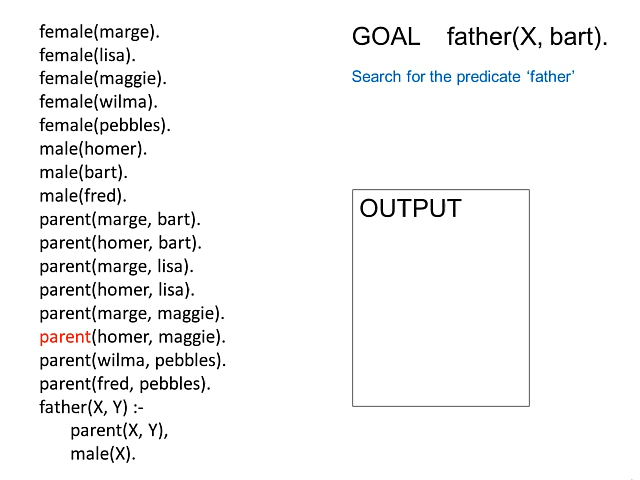 female(marge).
female(lisa).
female(maggie).
female(wilma).
female(pebbles).
male(homer).
male(bart).
male(fred).
parent(marge, bart).
parent(homer, bart).
parent(marge, lisa).
parent(homer, lisa).
parent(marge, maggie).
parent(homer, maggie).
parent(wilma, pebbles).
parent(fred, pebbles).
father(X, Y) :-
parent(X, Y),
male(X).
GOAL father(X, bart).
Search for the predicate ‘father’
OUTPUT